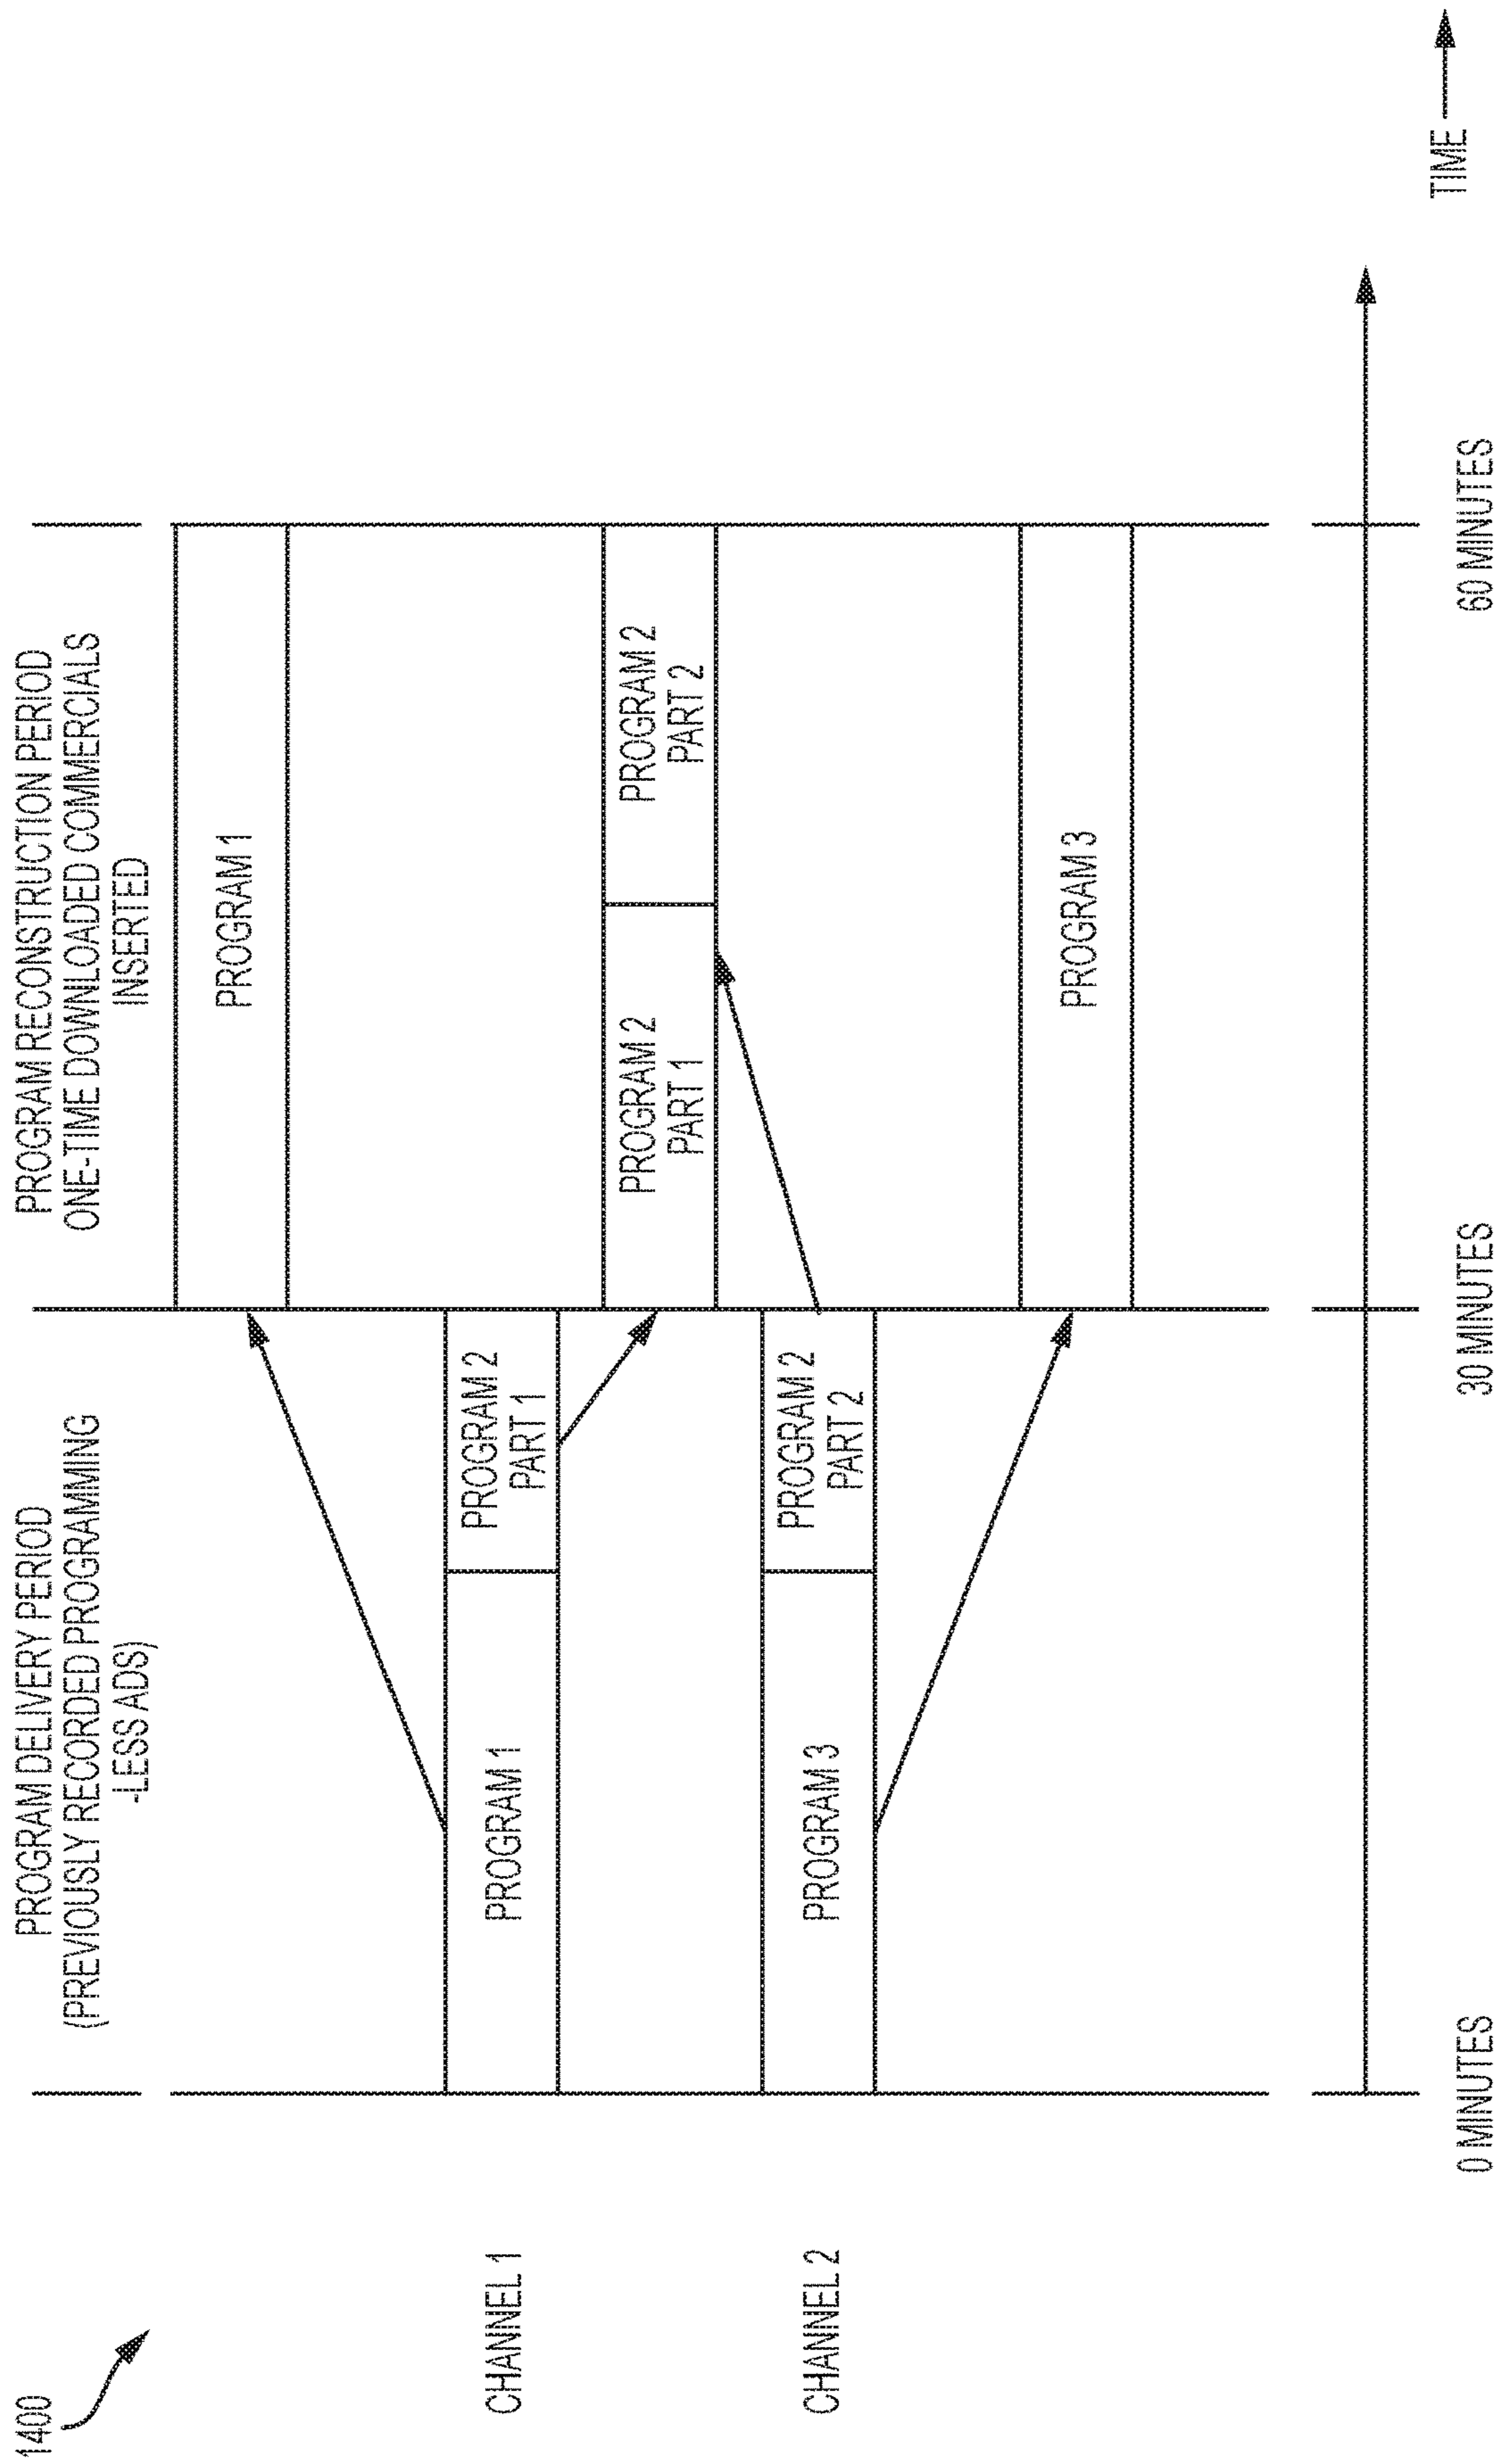 1400
PROGRAM DELIVERY PERIOD
(PREVIOUSLY RECORDED PROGRAMMING
-LESS ADS)
PROGRAM RECONSTRUCTION PERIOD
ONE-TIME DOWNLOADED COMMERCIALS
INSERTED
PROGRAM 1
CHANNEL 1
PROGRAM 1
PROGRAM 2
PART 1
PROGRAM 2
PART 1
PROGRAM 2
PART 2
CHANNEL 2
PROGRAM 3
PROGRAM 2
PART 2
PROGRAM 3
TIME
0 MINUTES
30 MINUTES
60 MINUTES